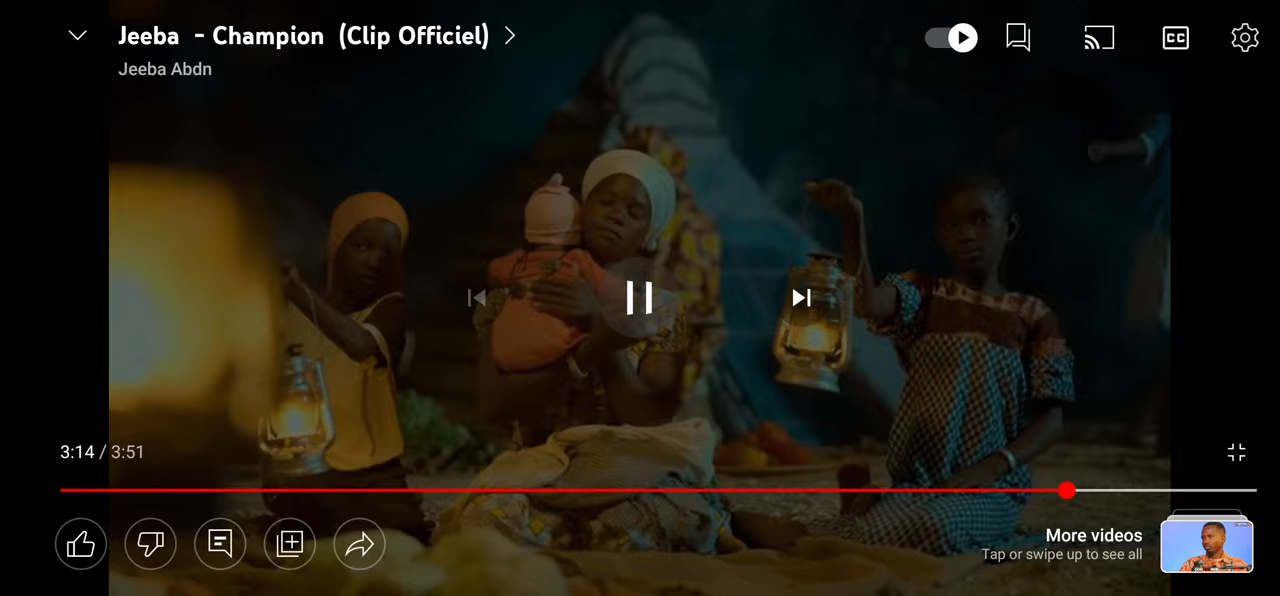 Jeeba - Champion (Clip Officiel)
Jeeba Abdn
CC
3:14 / 3:51
More videos
Tap or swipe up to see all